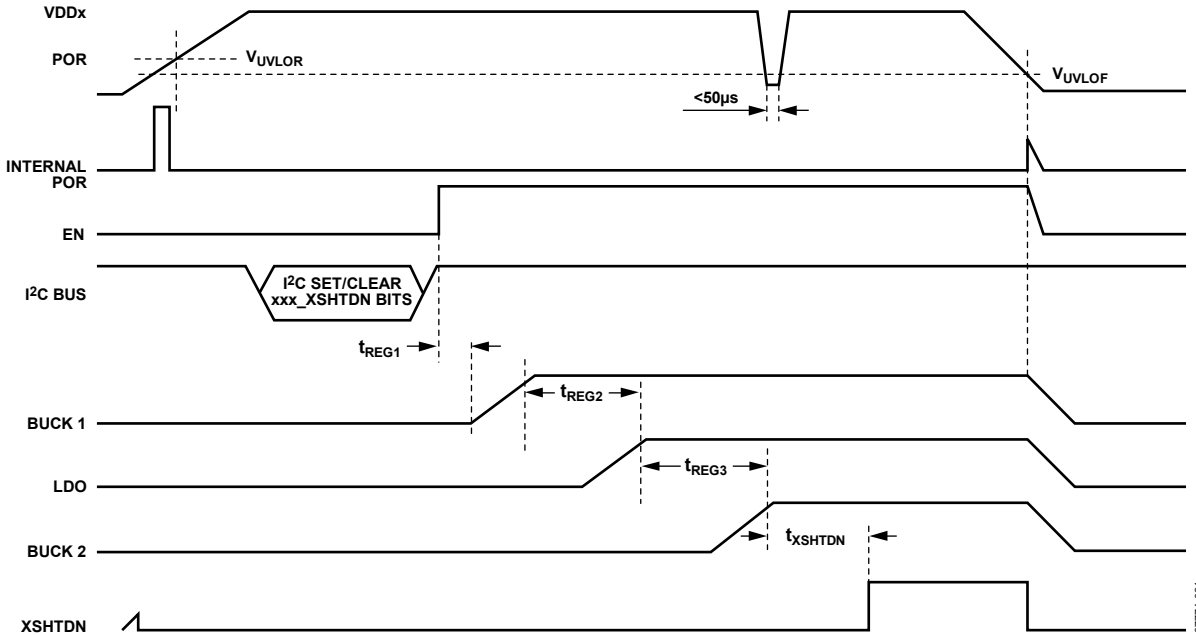 VDDx
POR
VUVLOR
VUVLOF
<50µs
INTERNAL
POR
EN
I2C BUS
I2C SET/CLEAR
xxx_XSHTDN BITS
tREG1
BUCK 1
tREG2
LDO
tREG3
BUCK 2
tXSHTDN
XSHTDN